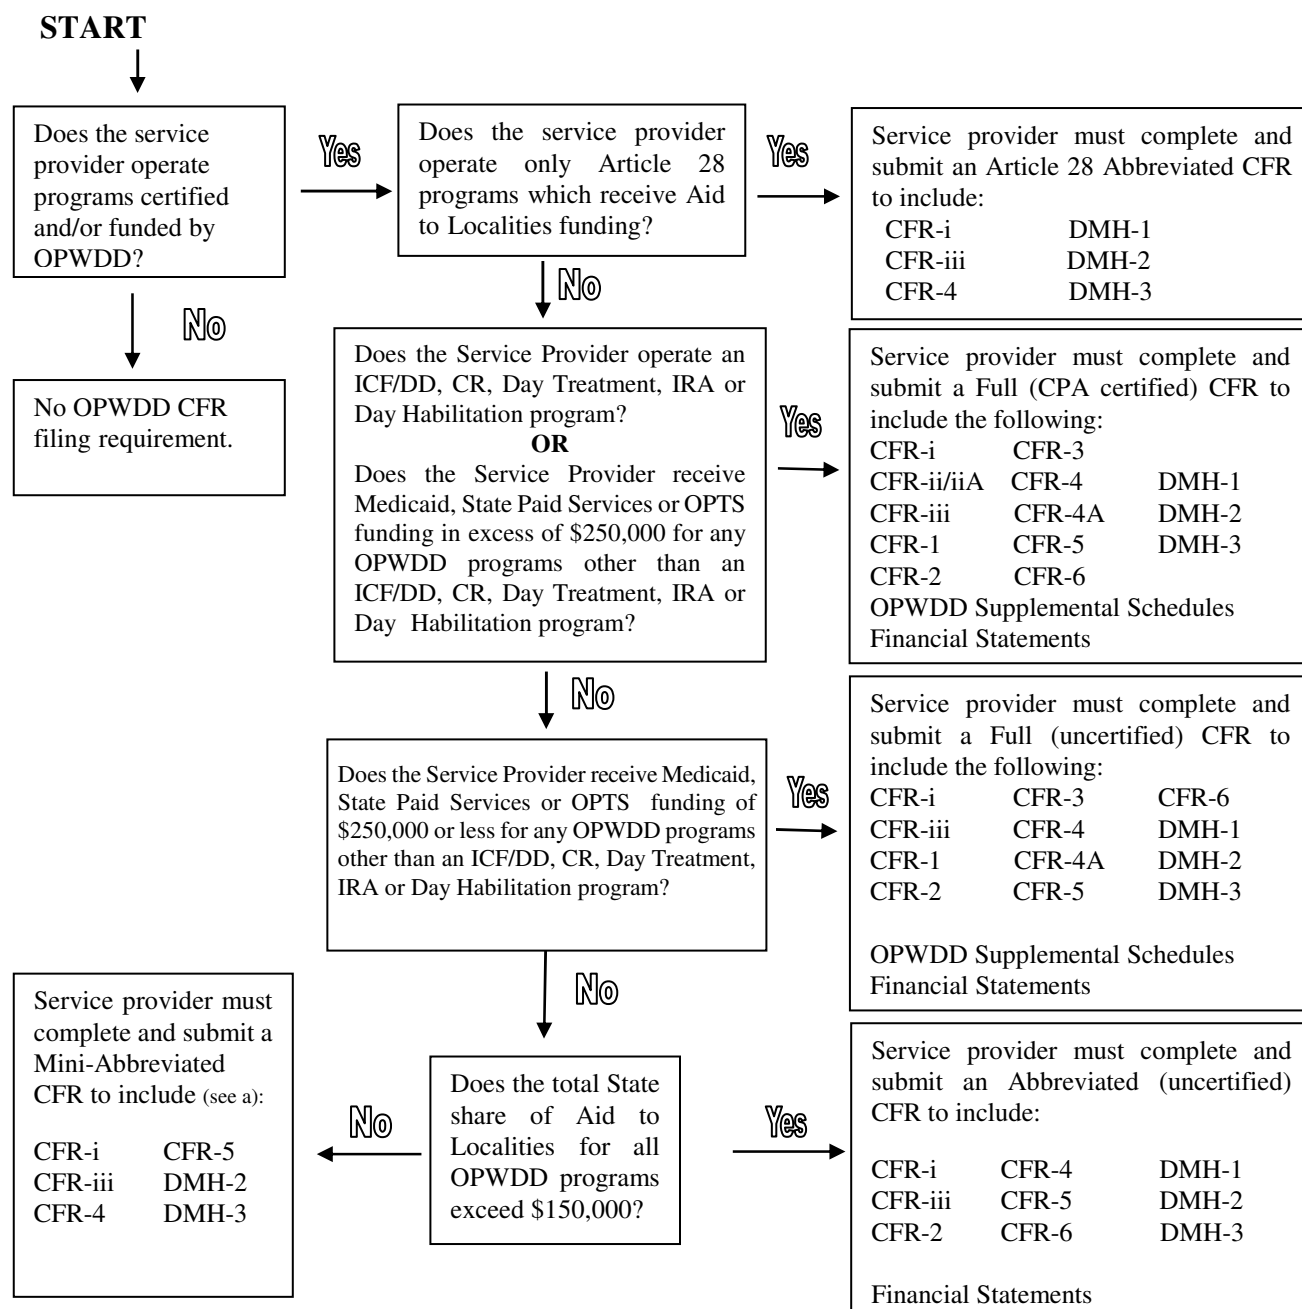 START
Does the service
provider operate
programs certified
and/or funded by
OPWDD?
Yes
Does the service provider
operate only Article 28
programs which receive Aid
to Localities funding?
Yes
Service provider must complete and
submit an Article 28 Abbreviated CFR
to include:
CFR-i DMH-1
CFR-iii DMH-2
CFR-4 DMH-3
No
No
No OPWDD CFR
filing requirement.
Does the Service Provider operate an
ICF/DD, CR, Day Treatment, IRA or
Day Habilitation program?
OR
Does the Service Provider receive
Medicaid, State Paid Services or OPTS
funding in excess of $250,000 for any
OPWDD programs other than an
ICF/DD, CR, Day Treatment, IRA or
Day Habilitation program?
Yes
Service provider must complete and
submit a Full (CPA certified) CFR to
include the following:
CFR-i CFR-3
CFR-ii/iiA CFR-4 DMH-1
CFR-iii CFR-4A DMH-2
CFR-1 CFR-5 DMH-3
CFR-2 CFR-6
OPWDD Supplemental Schedules
Financial Statements
No
Does the Service Provider receive Medicaid,
State Paid Services or OPTS funding of
$250,000 or less for any OPWDD programs
other than an ICF/DD, CR, Day Treatment,
IRA or Day Habilitation program?
Yes
Service provider must complete and
submit a Full (uncertified) CFR to
include the following:
CFR-i CFR-3 CFR-6
CFR-iii CFR-4 DMH-1
CFR-1 CFR-4A DMH-2
CFR-2 CFR-5 DMH-3
OPWDD Supplemental Schedules
Financial Statements
No
Does the total State
share of Aid to
Localities for all
OPWDD programs
exceed $150,000?
No
Service provider must
complete and submit a
Mini-Abbreviated
CFR to include (see a):
CFR-i CFR-5
CFR-iii DMH-2
CFR-4 DMH-3
Yes
Service provider must complete and
submit an Abbreviated (uncertified)
CFR to include:
CFR-i CFR-4 DMH-1
CFR-iii CFR-5 DMH-2
CFR-2 CFR-6 DMH-3
Financial Statements